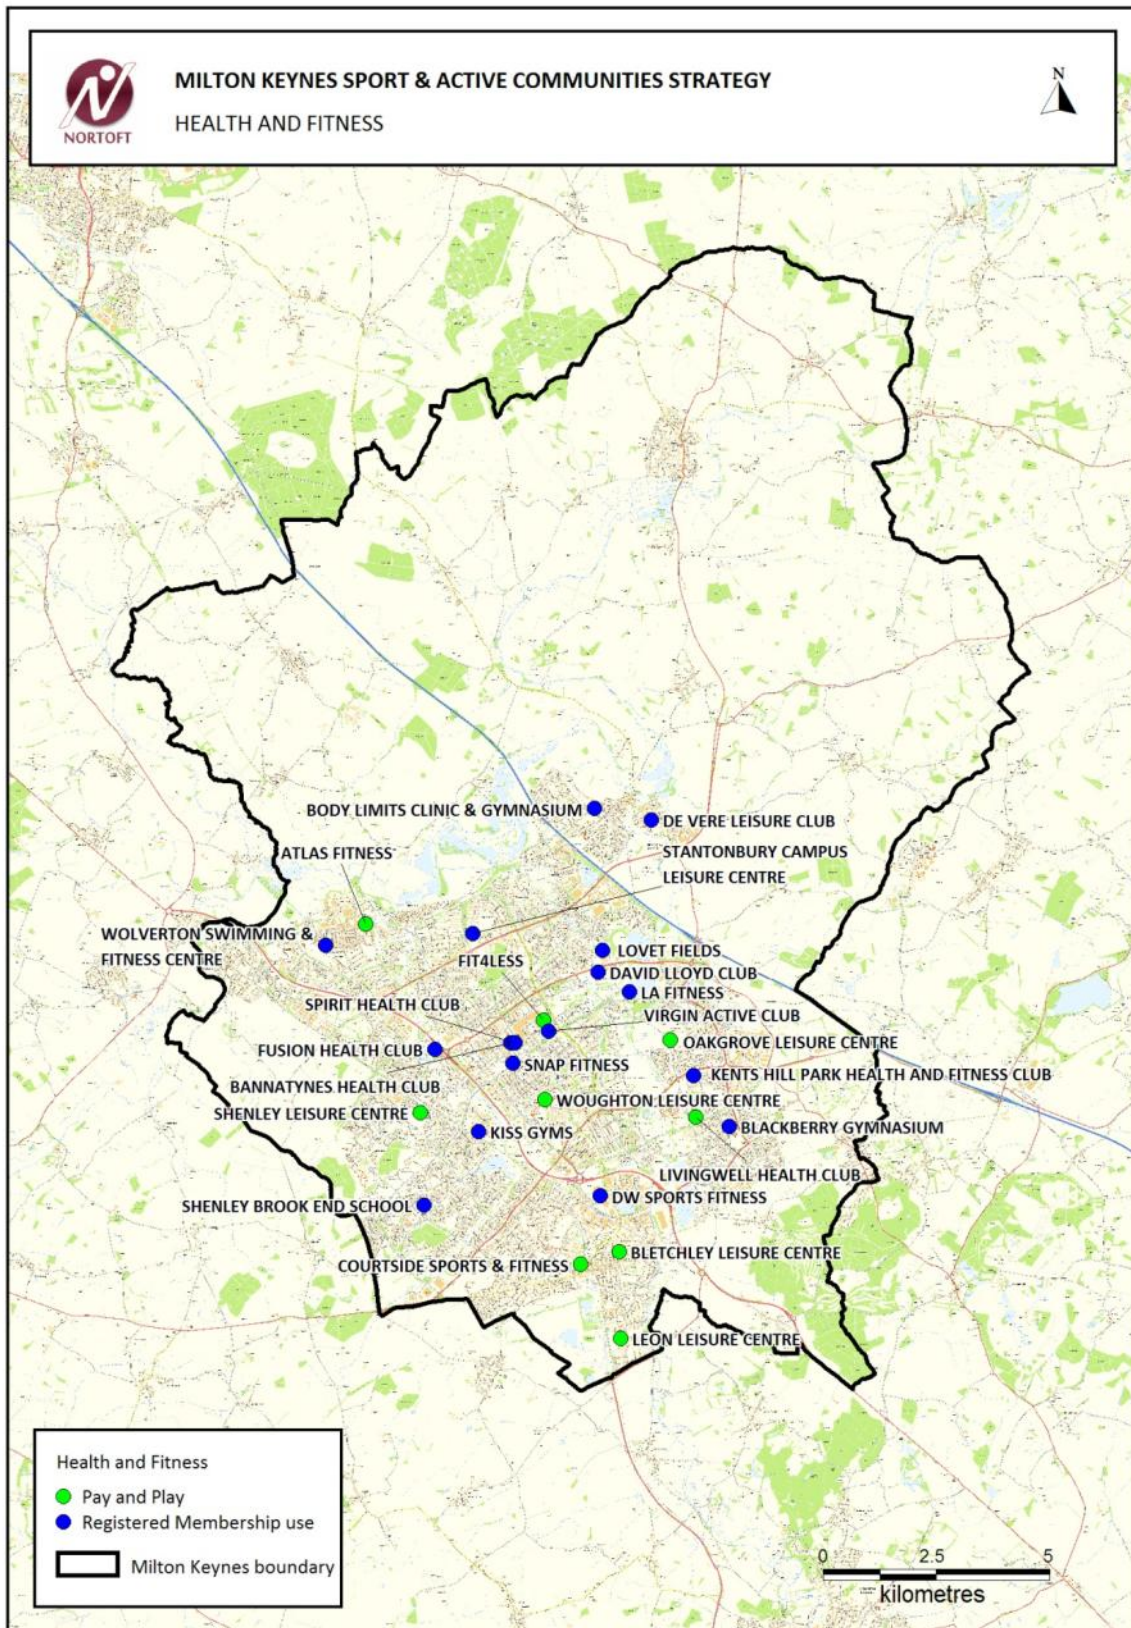 MILTON KEYNES SPORT & ACTIVE COMMUNITIES STRATEGY
HEALTH AND FITNESS
NORTOFT
N
BODY LIMITS CLINIC & GYMNASIUM
DE VERE LEISURE CLUB
STANTONBURY CAMPUS
LEISURE CENTRE
ATLAS FITNESS
WOLVERTON SWIMMING &
FITNESS CENTRE
FIT4LESS
LOVET FIELDS
DAVID LLOYD CLUB
LA FITNESS
SPIRIT HEALTH CLUB
VIRGIN ACTIVE CLUB
OAKGROVE LEISURE CENTRE
FUSION HEALTH CLUB
SNAP FITNESS
KENTS HILL PARK HEALTH AND FITNESS CLUB
BANNATYNES HEALTH CLUB
WOUGHTON LEISURE CENTRE
SHENLEY LEISURE CENTRE
BLACKBERRY GYMNASIUM
KISS GYMS
LIVINGWELL HEALTH CLUB
DW SPORTS FITNESS
SHENLEY BROOK END SCHOOL
BLETCHLEY LEISURE CENTRE
COURTSIDE SPORTS & FITNESS
LEON LEISURE CENTRE
Health and Fitness
Pay and Play
Registered Membership use
Milton Keynes boundary
0 2.5 5
kilometres